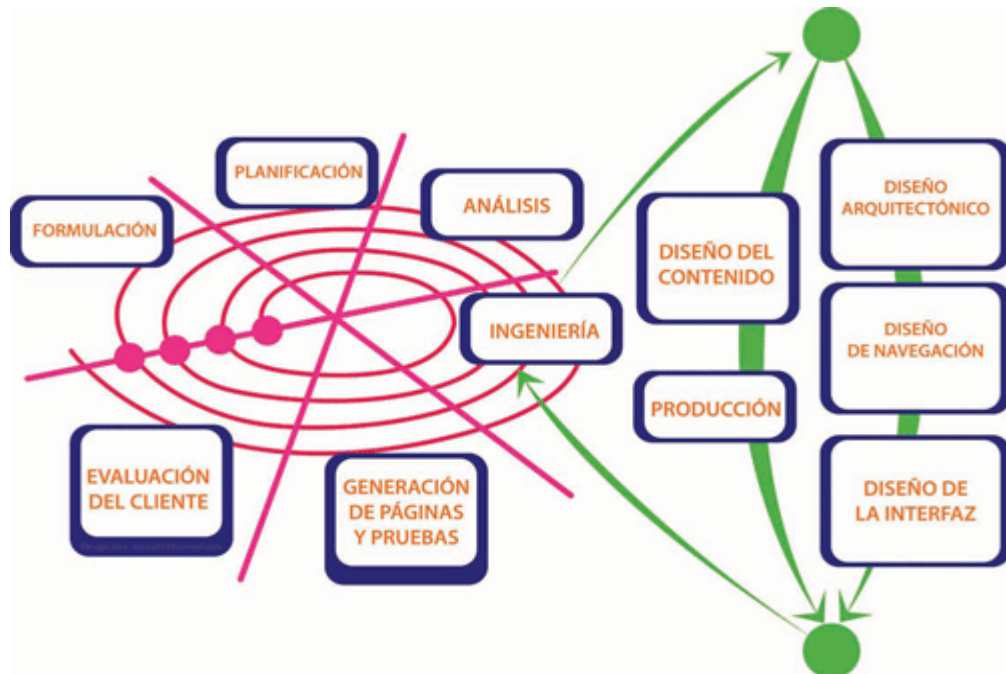 PLANIFICACIÓN
FORMULACIÓN
ANÁLISIS
INGENIERÍA
EVALUACIÓN
DEL CLIENTE
GENERACIÓN
DE PÁGINAS
Y PRUEBAS
DISEÑO DEL
CONTENIDO
PRODUCCIÓN
DISEÑO
ARQUITECTÓNICO
DISEÑO
DE NAVEGACIÓN
DISEÑO DE
LA INTERFAZ